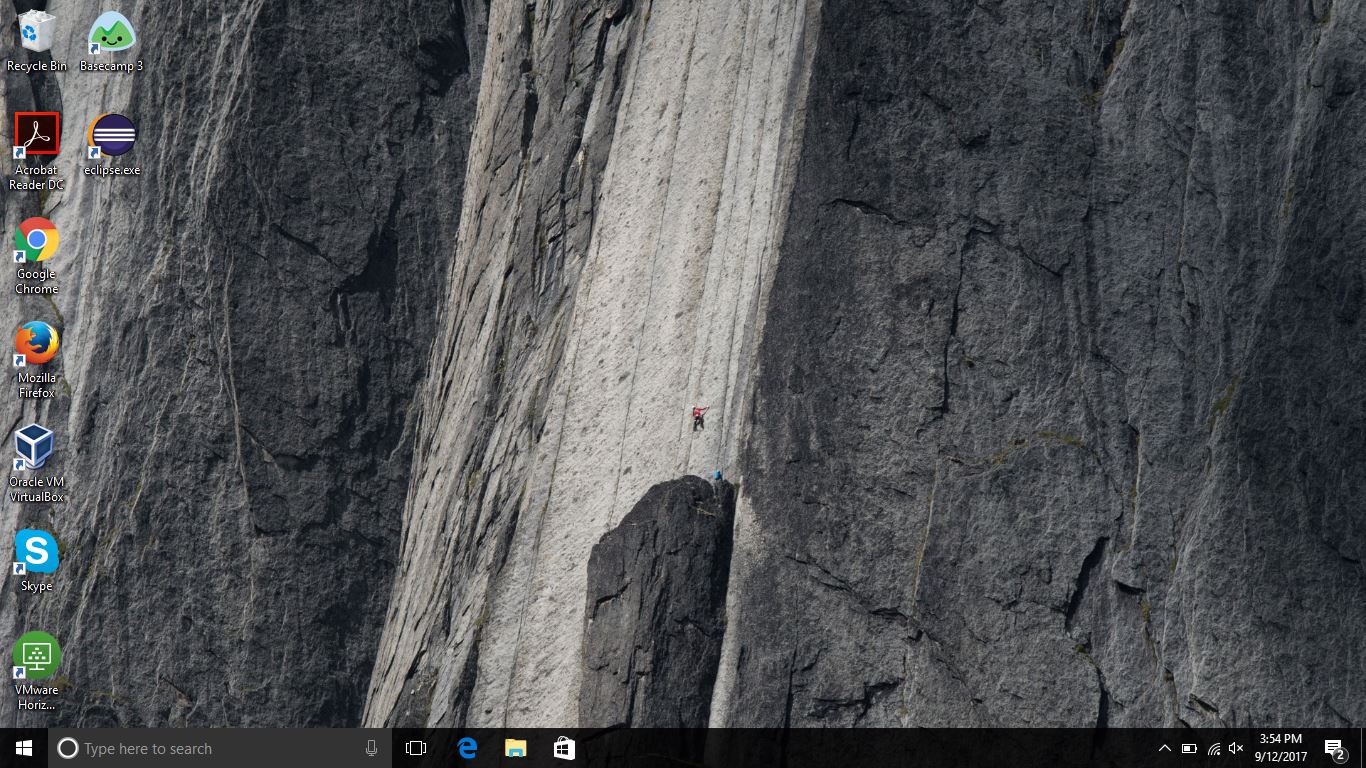 Recycle Bin
Basecamp 3
Acrobat
Reader DC
eclipse.exe
Google
Chrome
Mozilla
Firefox
Oracle VM
VirtualBox
S
Skype
VMware
Horiz...
Type here to search
3:54 PM
9/12/2017
2